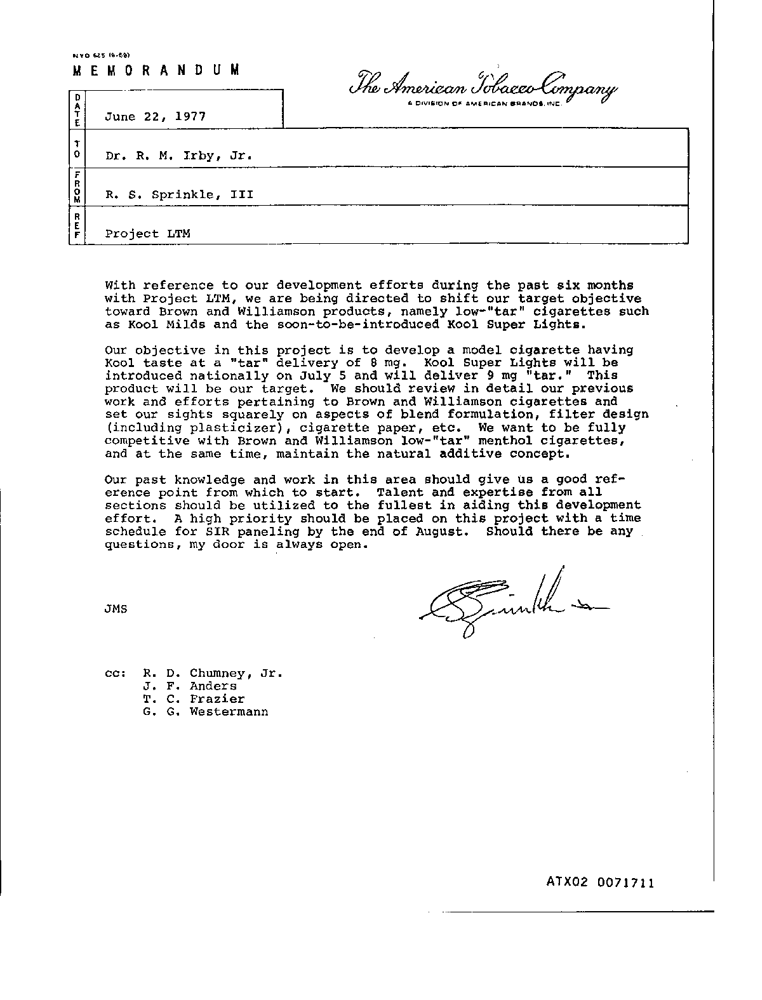 MEMORANDUM
The American Tobacco Company
A DIVISION OF AMERICAN BRANDS, INC.
DATE
June 22, 1977
TO
Dr. R. M. Irby, Jr.
FROM
R. S. Sprinkle, III
REF
Project LTM
With reference to our development efforts during the past six months
with Project LTM, we are being directed to shift our target objective
toward Brown and Williamson products, namely low-"tar" cigarettes such
as Kool Milds and the soon-to-be-introduced Kool Super Lights.
Our objective in this project is to develop a model cigarette having
Kool taste at a "tar" delivery of 8 mg. Kool Super Lights will be
introduced nationally on July 5 and will deliver 9 mg "tar." This
product will be our target. We should review in detail our previous
work and efforts pertaining to Brown and Williamson cigarettes and
set our sights squarely on aspects of blend formulation, filter design
(including plasticizer), cigarette paper, etc. We want to be fully
competitive with Brown and Williamson low-"tar" menthol cigarettes,
and at the same time, maintain the natural additive concept.
Our past knowledge and work in this area should give us a good ref-
erence point from which to start. Talent and expertise from all
sections should be utilized to the fullest in aiding this development
effort. A high priority should be placed on this project with a time
schedule for SIR paneling by the end of August. Should there be any
questions, my door is always open.
JMS
cc: R. D. Chumney, Jr.
J. F. Anders
T. C. Frazier
G. G. Westermann
ATX02 0071711